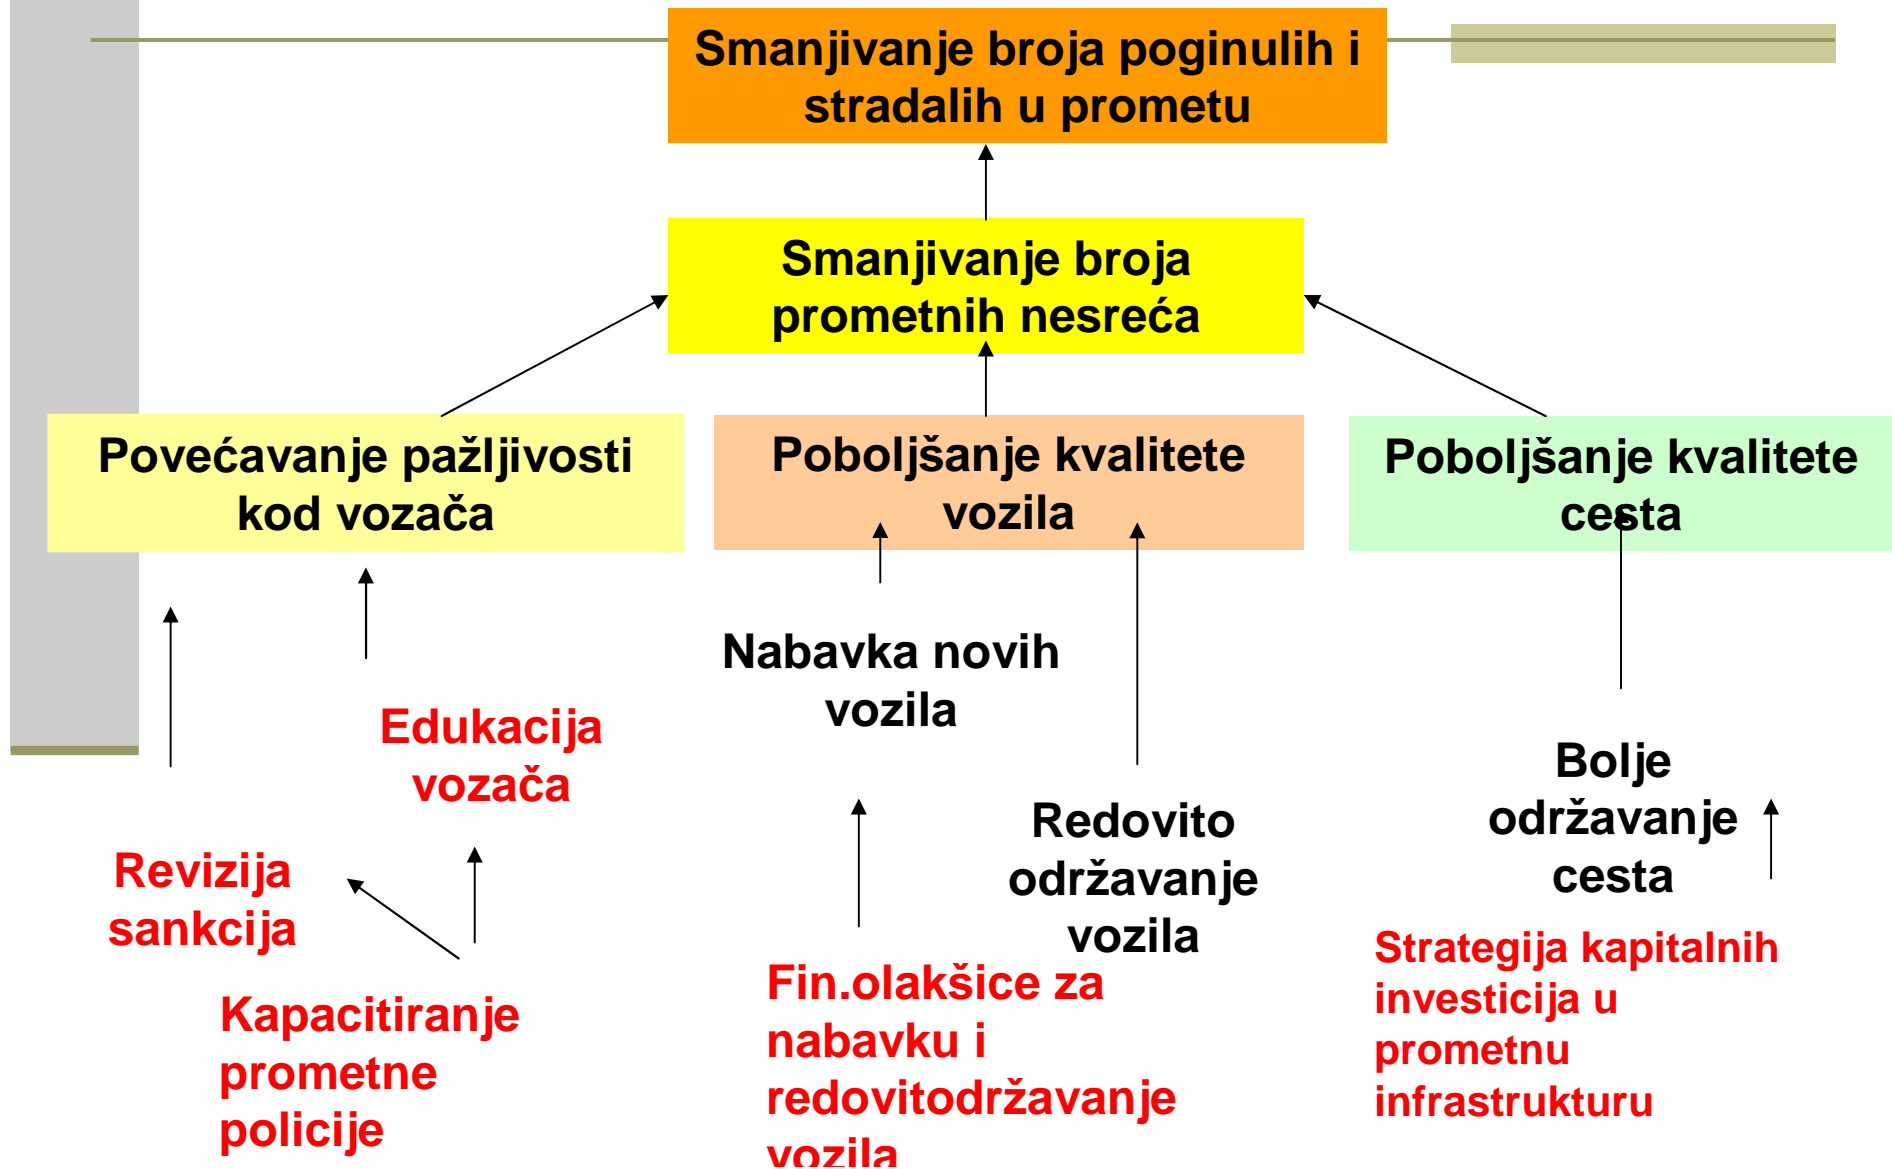 Smanjivanje broja poginulih i
stradalih u prometu
Smanjivanje broja
prometnih nesreća
Povećavanje pažljivosti
kod vozača
Poboljšanje kvalitete
vozila
Poboljšanje kvalitete
cesta
Nabavka novih
vozila
Edukacija
vozača
Bolje
održavanje
cesta
Redovito
održavanje
vozila
Revizija
sankcija
Kapacitiranje
prometne
policije
Fin.olakšice za
nabavku i
redovitodržavanje
vozila
Strategija kapitalnih
investicija u
prometnu
infrastrukturu